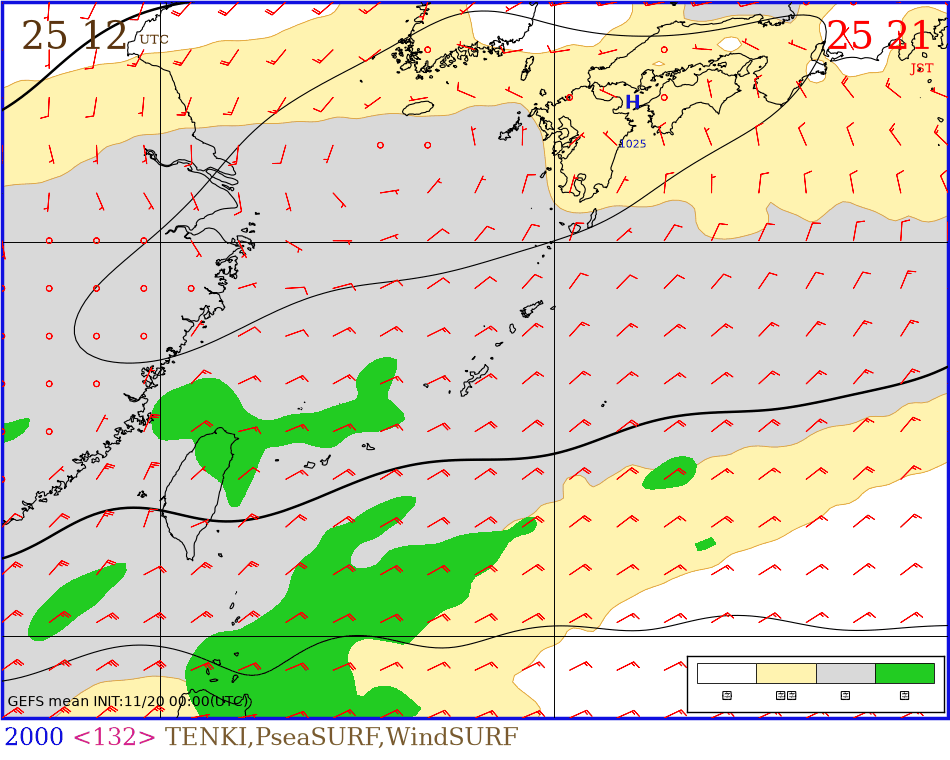 25 12 UTC
25 21
JST
H
1025
GEFS mean INIT:11/20 00:00(UTC)
2000 <132> TENKI,PseaSURF,WindSURF